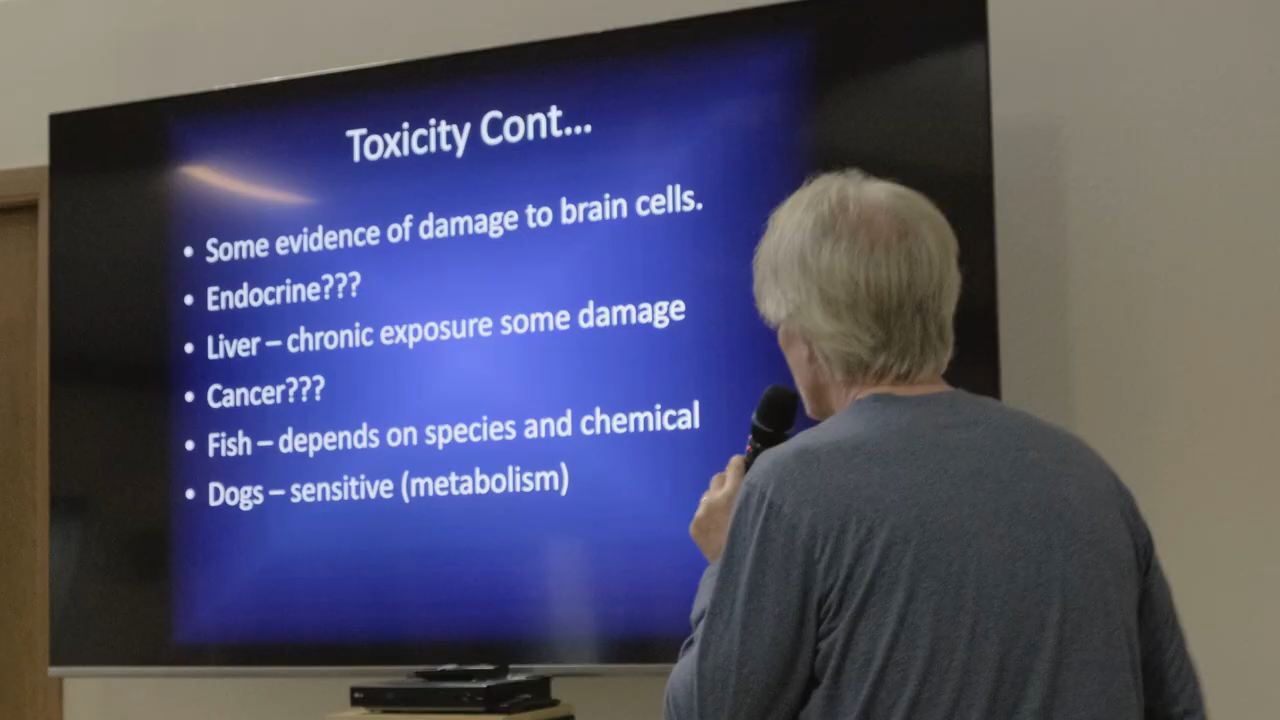 Toxicity Cont...
• Some evidence of damage to brain cells.
• Endocrine???
• Liver – chronic exposure some damage
• Cancer???
• Fish – depends on species and chemical
• Dogs – sensitive (metabolism)